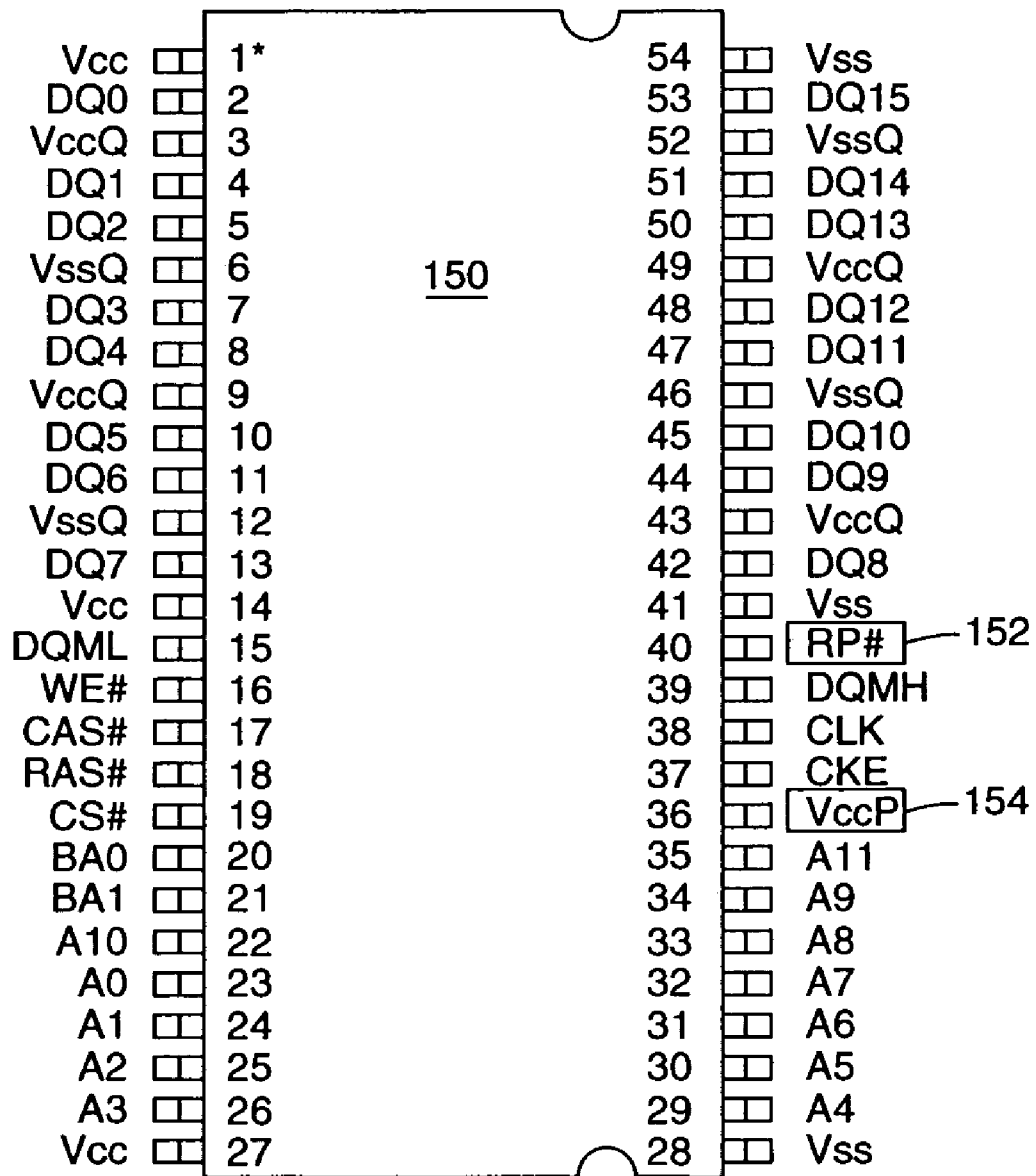 Vcc 1* 54 Vss
DQ0 2 53 DQ15
VccQ 3 52 VssQ
DQ1 4 51 DQ14
DQ2 5 50 DQ13
VssQ 6 150 49 VccQ
DQ3 7 48 DQ12
DQ4 8 47 DQ11
VccQ 9 46 VssQ
DQ5 10 45 DQ10
DQ6 11 44 DQ9
VssQ 12 43 VccQ
DQ7 13 42 DQ8
Vcc 14 41 Vss
DQML 15 40 RP# 152
WE# 16 39 DQMH
CAS# 17 38 CLK
RAS# 18 37 CKE
CS# 19 36 VccP 154
BA0 20 35 A11
BA1 21 34 A9
A10 22 33 A8
A0 23 32 A7
A1 24 31 A6
A2 25 30 A5
A3 26 29 A4
Vcc 27 28 Vss